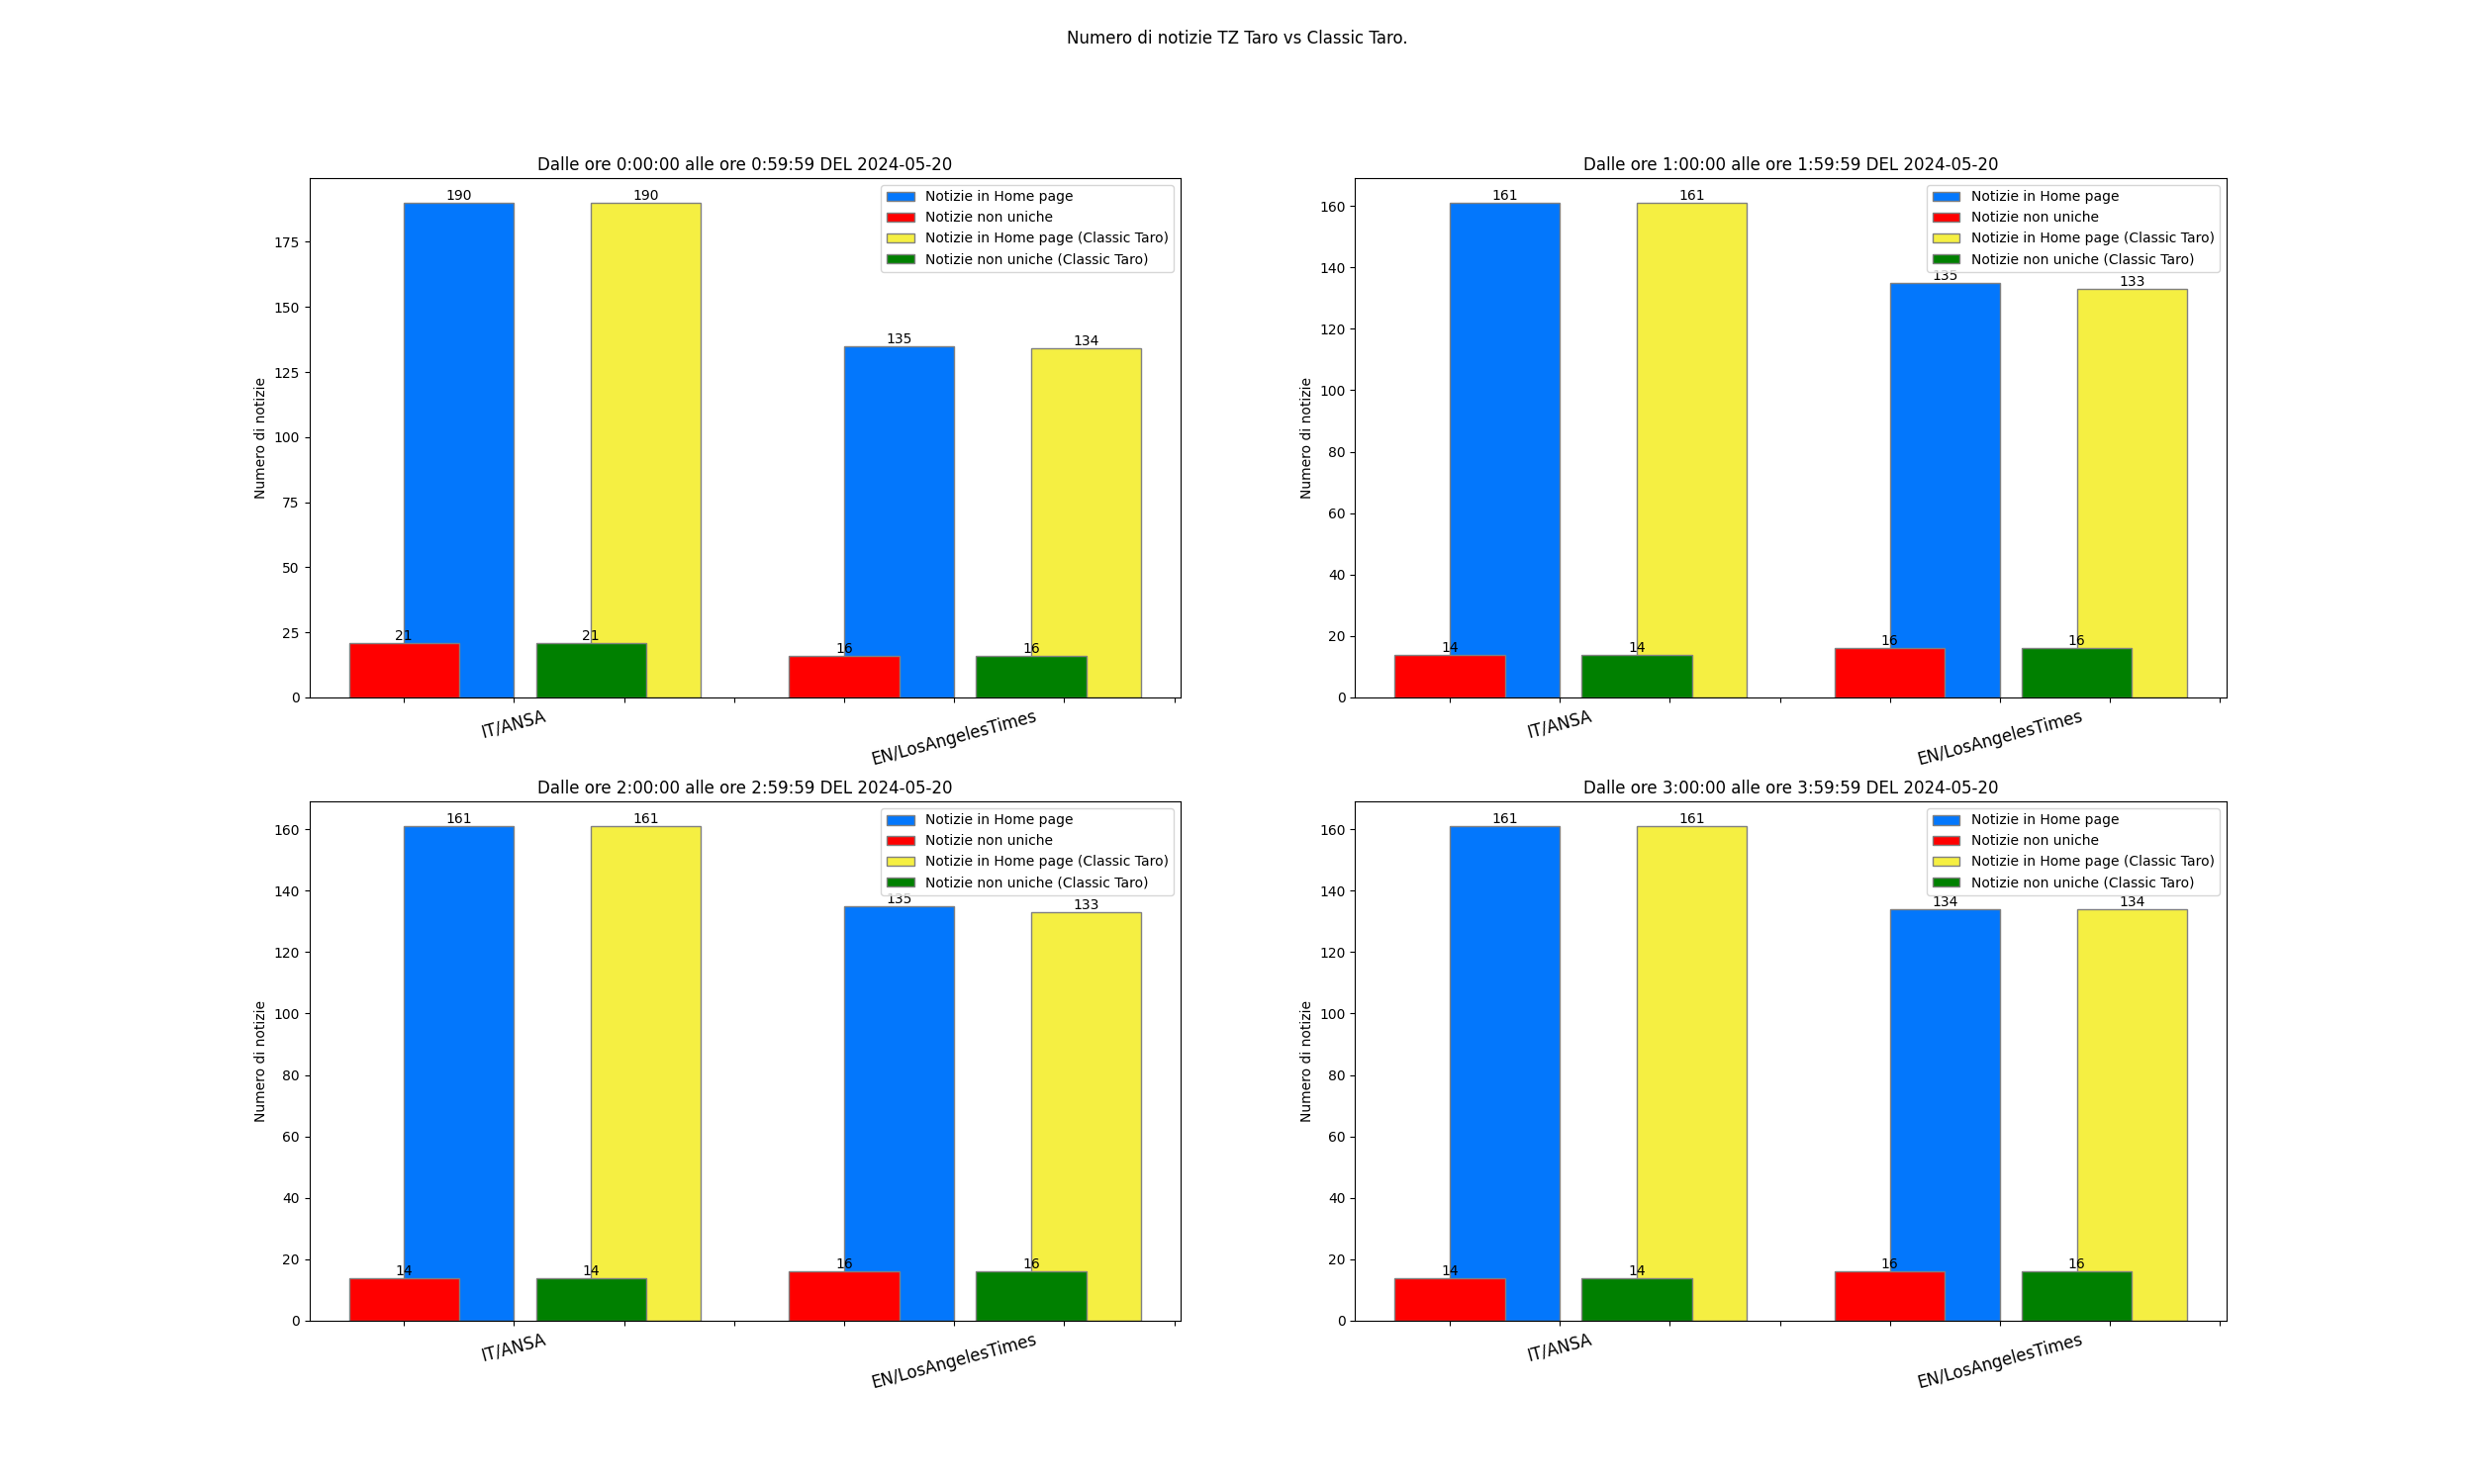 Numero di notizie TZ Taro vs Classic Taro.
Dalle ore 0:00:00 alle ore 0:59:59 DEL 2024-05-20
Numero di notizie
175
150
125
100
75
50
25
0
190
190
135
134
21
21
16
16
Notizie in Home page
Notizie non uniche
Notizie in Home page (Classic Taro)
Notizie non uniche (Classic Taro)
IT/ANSA
EN/LosAngelesTimes
Dalle ore 1:00:00 alle ore 1:59:59 DEL 2024-05-20
Numero di notizie
160
140
120
100
80
60
40
20
0
161
161
135
133
14
14
16
16
Notizie in Home page
Notizie non uniche
Notizie in Home page (Classic Taro)
Notizie non uniche (Classic Taro)
IT/ANSA
EN/LosAngelesTimes
Dalle ore 2:00:00 alle ore 2:59:59 DEL 2024-05-20
Numero di notizie
160
140
120
100
80
60
40
20
0
161
161
135
133
14
14
16
16
Notizie in Home page
Notizie non uniche
Notizie in Home page (Classic Taro)
Notizie non uniche (Classic Taro)
IT/ANSA
EN/LosAngelesTimes
Dalle ore 3:00:00 alle ore 3:59:59 DEL 2024-05-20
Numero di notizie
160
140
120
100
80
60
40
20
0
161
161
134
134
14
14
16
16
Notizie in Home page
Notizie non uniche
Notizie in Home page (Classic Taro)
Notizie non uniche (Classic Taro)
IT/ANSA
EN/LosAngelesTimes